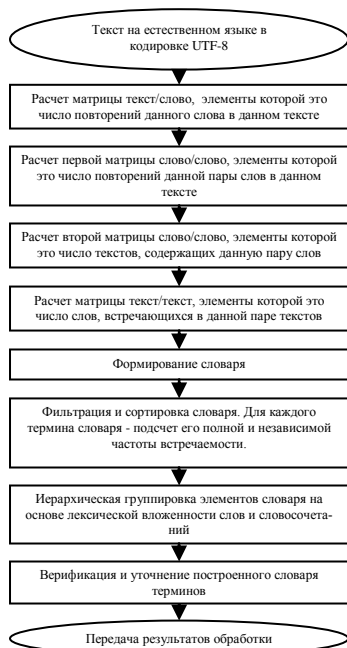 Текст на естественном языке в
кодировке UTF-8
Расчет матрицы текст/слово, элементы которой это
число повторений данного слова в данном тексте
Расчет первой матрицы слово/слово, элементы которой
это число повторений данной пары слов в данном
тексте
Расчет второй матрицы слово/слово, элементы которой
это число текстов, содержащих данную пару слов
Расчет матрицы текст/текст, элементы которой это
число слов, встречающихся в данной паре текстов
Формирование словаря
Фильтрация и сортировка словаря. Для каждого
термина словаря - подсчет его полной и независимой
частоты встречаемости.
Иерархическая группировка элементов словаря на
основе лексической вложенности слов и словосочета-
ний
Верификация и уточнение построенного словаря
терминов
Передача результатов обработки